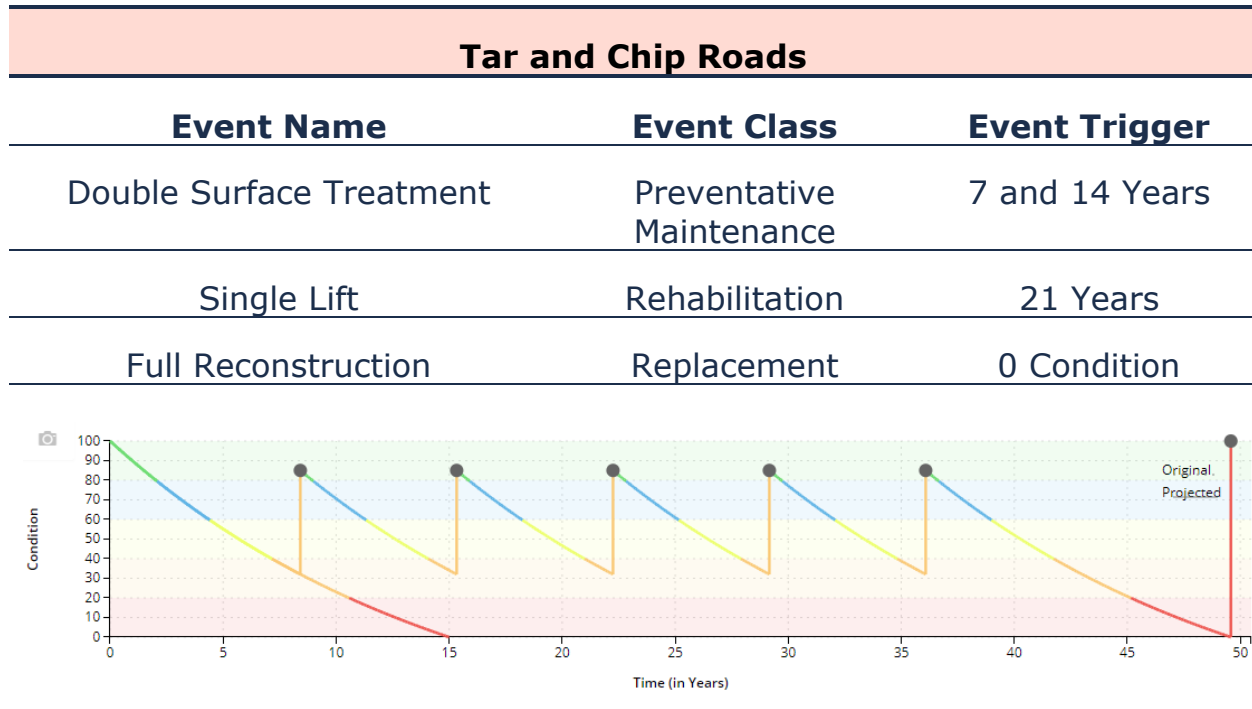 Tar and Chip Roads
Event Name Event Class Event Trigger
Double Surface Treatment Preventative 7 and 14 Years
Maintenance
Single Lift Rehabilitation 21 Years
Full Reconstruction Replacement 0 Condition
100
90
80
70
60
50
40
30
20
10
0
Condition
Original.
Projected
0 5 10 15 20 25 30 35 40 45 50
Time (in Years)